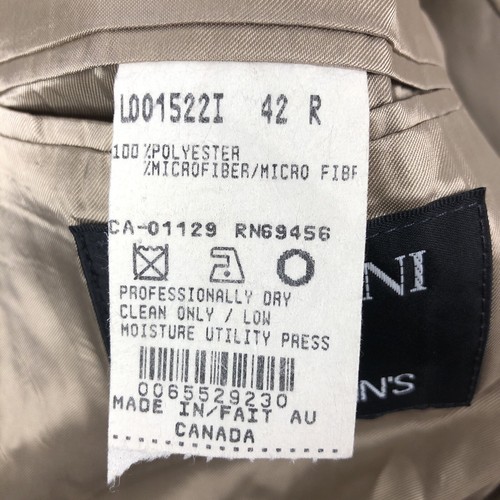 L001522I 42 R
100 %POLYESTER
%MICROFIBER/MICRO FIBR
CA-01129 RN69456
PROFESSIONALLY DRY
CLEAN ONLY / LOW
MOISTURE UTILITY PRESS
0065529230
MADE IN/FAIT AU
CANADA
NI
N'S